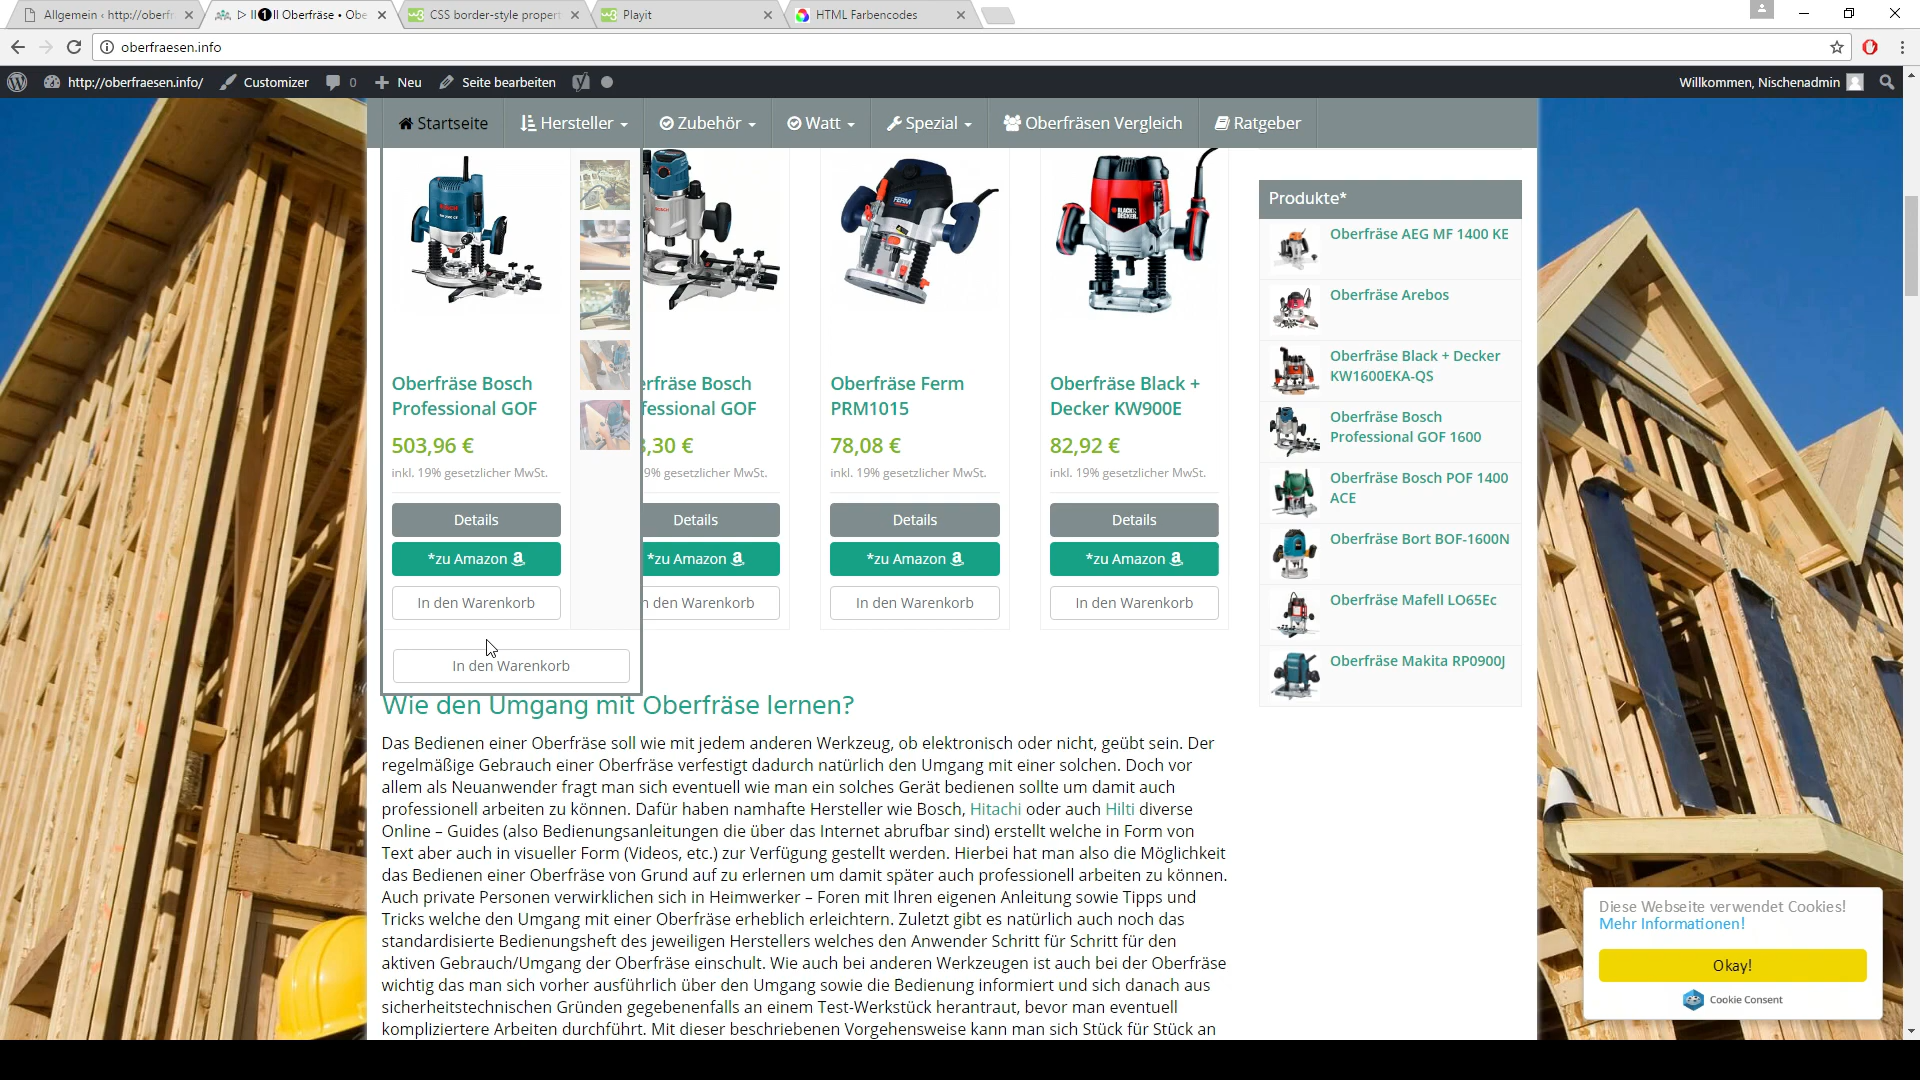 Allgemein ‹ http://oberfr
▷ II❶II Oberfräse • Obe
CSS border-style propert
Playit
HTML Farbencodes
oberfraesen.info
http://oberfraesen.info/
Customizer
0
Neu
Seite bearbeiten
Willkommen, Nischenadmin
Startseite
Hersteller
Zubehör
Watt
Spezial
Oberfräsen Vergleich
Ratgeber
Oberfräse Bosch
Professional GOF
503,96 €
inkl. 19% gesetzlicher MwSt.
Details
*zu Amazon
In den Warenkorb
In den Warenkorb
erfräse Bosch
fessional GOF
3,30 €
9% gesetzlicher MwSt.
Details
*zu Amazon
n den Warenkorb
Oberfräse Ferm
PRM1015
78,08 €
inkl. 19% gesetzlicher MwSt.
Details
*zu Amazon
In den Warenkorb
Oberfräse Black +
Decker KW900E
82,92 €
inkl. 19% gesetzlicher MwSt.
Details
*zu Amazon
In den Warenkorb
Produkte*
Oberfräse AEG MF 1400 KE
Oberfräse Arebos
Oberfräse Black + Decker
KW1600EKA-QS
Oberfräse Bosch
Professional GOF 1600
Oberfräse Bosch POF 1400
ACE
Oberfräse Bort BOF-1600N
Oberfräse Mafell LO65Ec
Oberfräse Makita RP0900J
Wie den Umgang mit Oberfräse lernen?
Das Bedienen einer Oberfräse soll wie mit jedem anderen Werkzeug, ob elektronisch oder nicht, geübt sein. Der
regelmäßige Gebrauch einer Oberfräse verfestigt dadurch natürlich den Umgang mit einer solchen. Doch vor
allem als Neuanwender fragt man sich eventuell wie man ein solches Gerät bedienen sollte um damit auch
professionell arbeiten zu können. Dafür haben namhafte Hersteller wie Bosch, Hitachi oder auch Hilti diverse
Online – Guides (also Bedienungsanleitungen die über das Internet abrufbar sind) erstellt welche in Form von
Text aber auch in visueller Form (Videos, etc.) zur Verfügung gestellt werden. Hierbei hat man also die Möglichkeit
das Bedienen einer Oberfräse von Grund auf zu erlernen um damit später auch professionell arbeiten zu können.
Auch private Personen verwirklichen sich in Heimwerker – Foren mit Ihren eigenen Anleitung sowie Tipps und
Tricks welche den Umgang mit einer Oberfräse erheblich erleichtern. Zuletzt gibt es natürlich auch noch das
standardisierte Bedienungsheft des jeweiligen Herstellers welches den Anwender Schritt für Schritt für den
aktiven Gebrauch/Umgang der Oberfräse einschult. Wie auch bei anderen Werkzeugen ist auch bei der Oberfräse
wichtig das man sich vorher ausführlich über den Umgang sowie die Bedienung informiert und sich danach aus
sicherheitstechnischen Gründen gegebenenfalls an einem Test-Werkstück herantraut, bevor man eventuell
kompliziertere Arbeiten durchführt. Mit dieser beschriebenen Vorgehensweise kann man sich Stück für Stück an
Diese Webseite verwendet Cookies!
Mehr Informationen!
Okay!
Cookie Consent